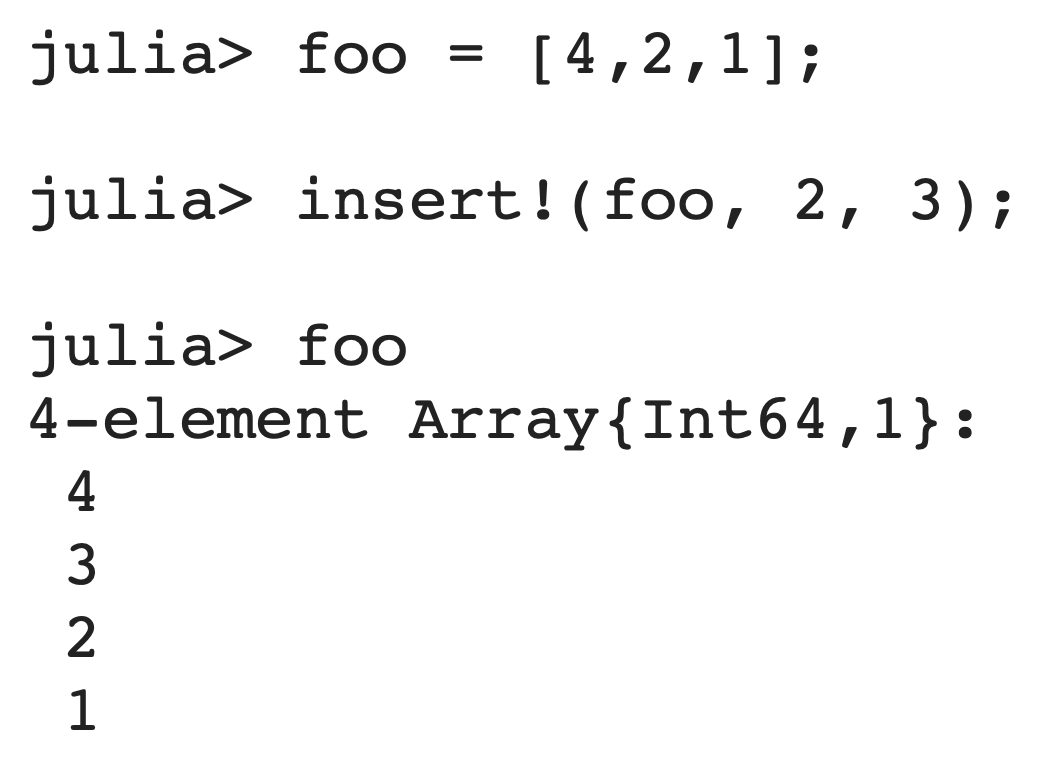 julia> foo = [4,2,1];
julia> insert!(foo, 2, 3);
julia> foo
4-element Array{Int64,1}:
4
3
2
1